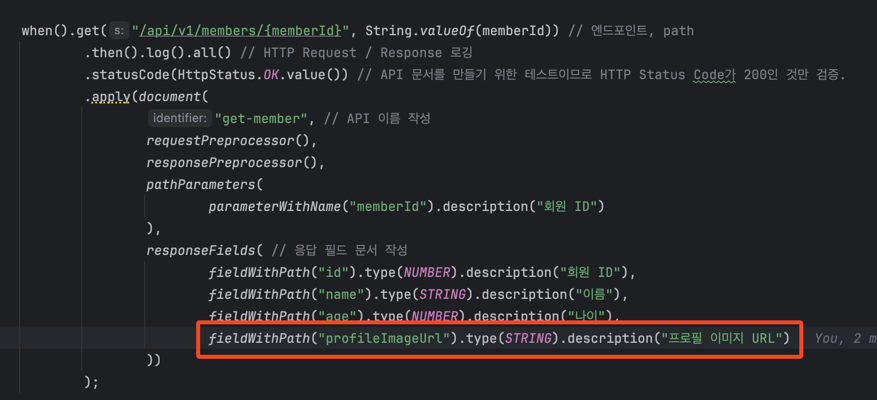 when().get( s: "/api/v1/members/{memberId}", String.valueOf(memberId)) // 엔드포인트, path
.then().log().all() // HTTP Request / Response 로깅
.statusCode(HttpStatus.OK.value()) // API 문서를 만들기 위한 테스트이므로 HTTP Status Code가 200인 것만 검증.
.apply(document(
identifier: "get-member", // API 이름 작성
requestPreprocessor(),
responsePreprocessor(),
pathParameters(
parameterWithName("memberId").description("회원 ID")
),
responseFields( // 응답 필드 문서 작성
fieldWithPath("id").type(NUMBER).description("회원 ID"),
fieldWithPath("name").type(STRING).description("이름"),
fieldWithPath("age").type(NUMBER).description("나이"),
fieldWithPath("profileImageUrl").type(STRING).description("프로필 이미지 URL") You, 2 m
))
);